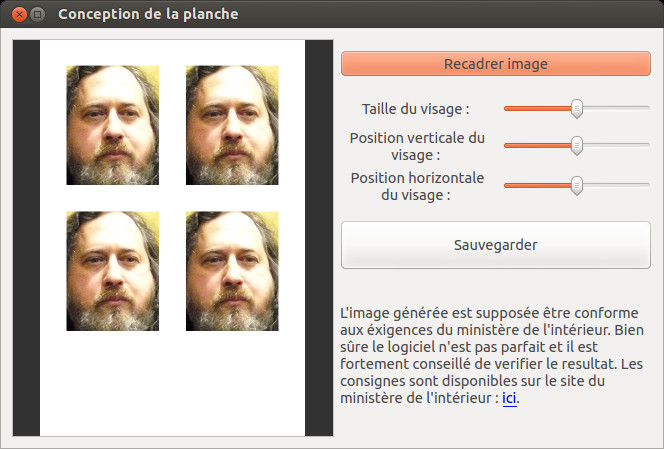 Conception de la planche
Recadrer image
Taille du visage :
Position verticale du
visage :
Position horizontale
du visage :
Sauvegarder
L'image générée est supposée être conforme
aux éxigences du ministère de l'intérieur. Bien
sûre le logiciel n'est pas parfait et il est
fortement conseillé de verifier le resultat. Les
consignes sont disponibles sur le site du
ministère de l'intérieur : ici.